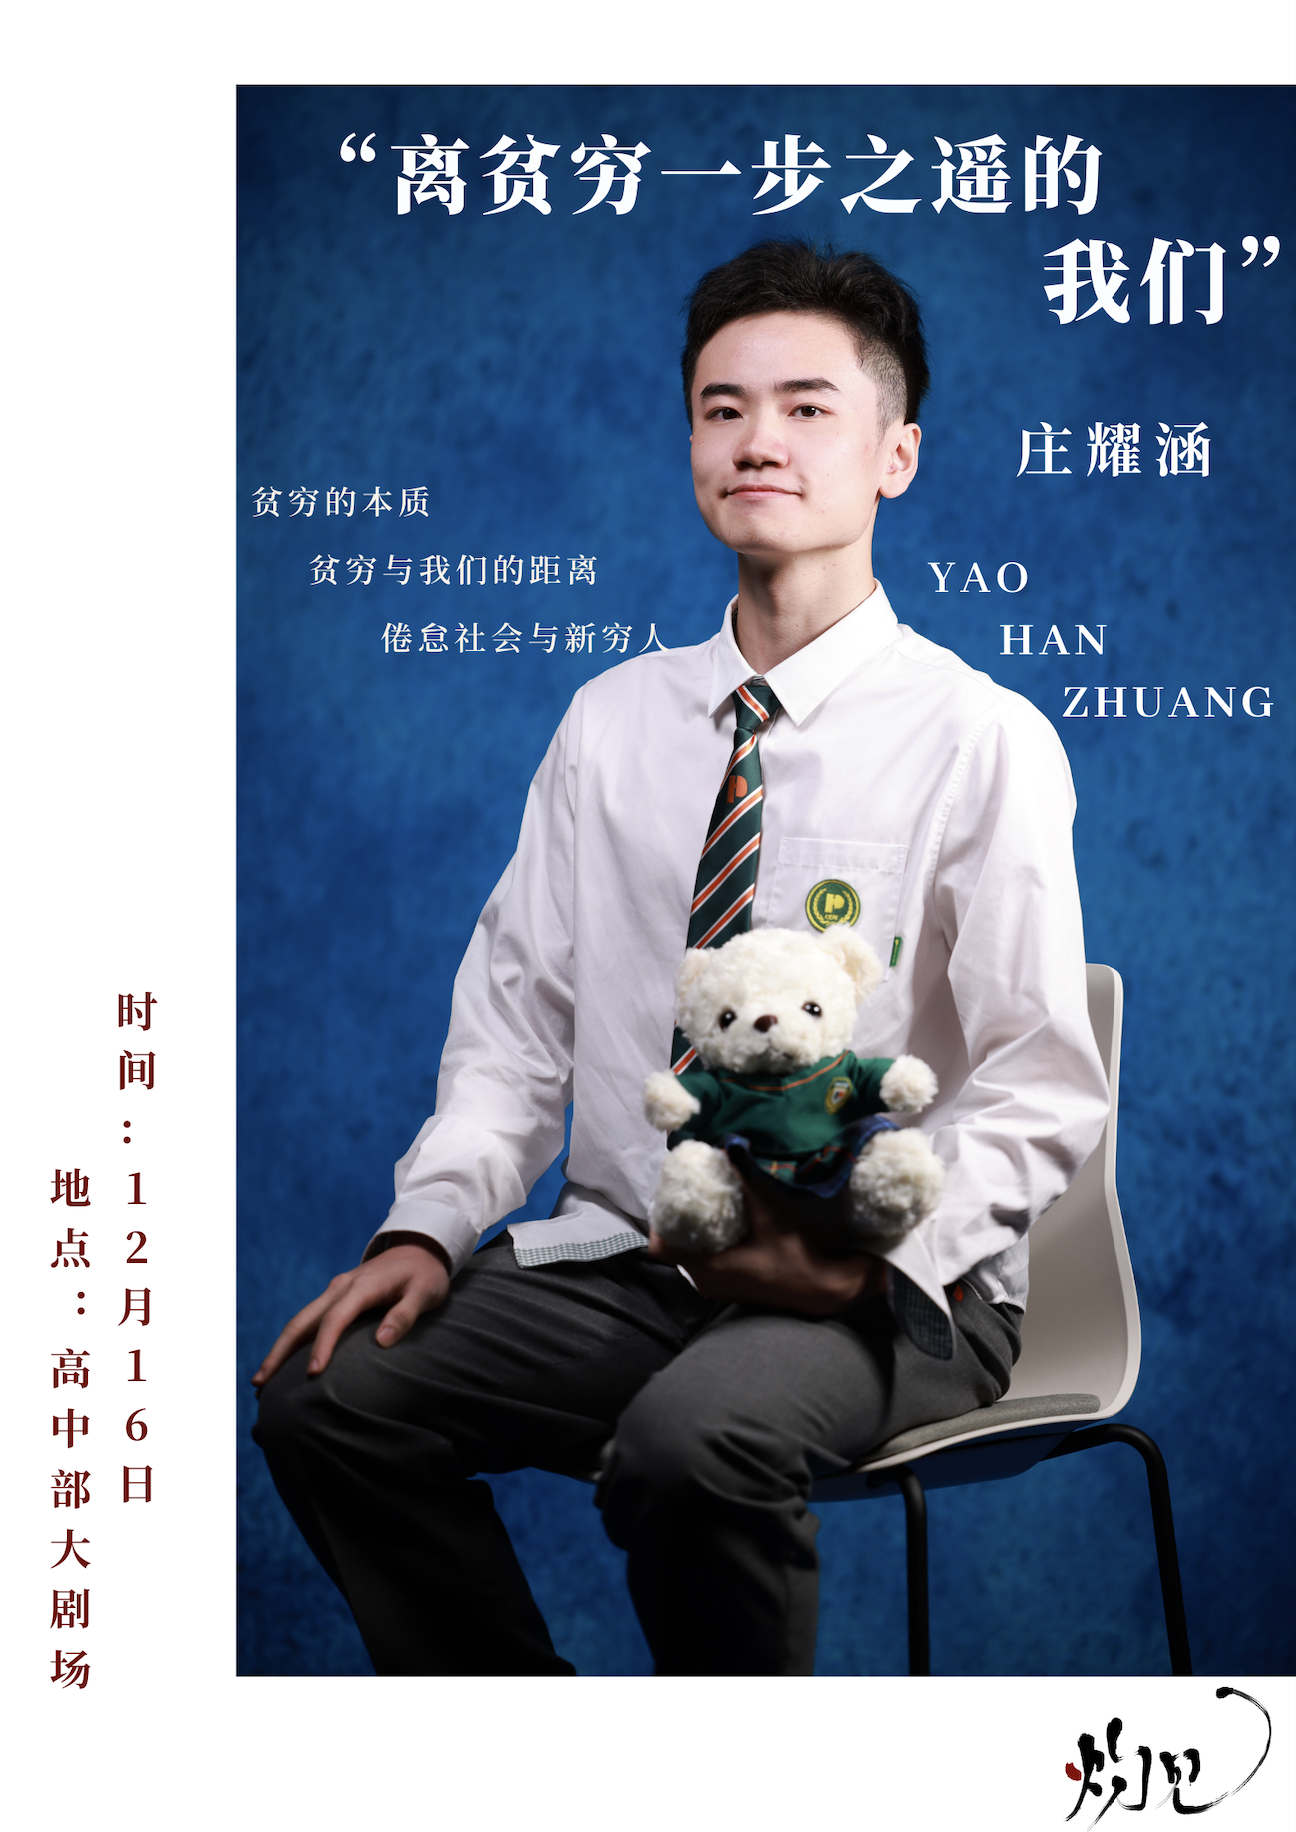 “离贫穷一步之遥的
我们”
庄耀涵
贫穷的本质
贫穷与我们的距离
倦怠社会与新穷人
YAO
HAN
ZHUANG
时间：12月16日
地点：高中部大剧场
灼见